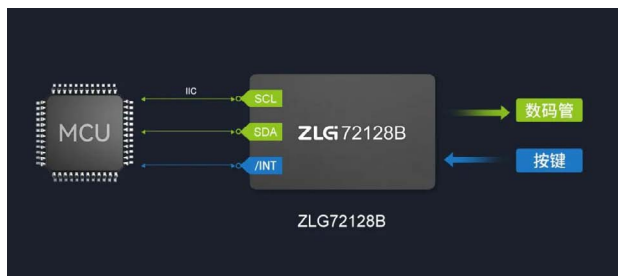 IIC
SCL
数码管
MCU
SDA
ZLG72128B
/INT
按键
ZLG72128B